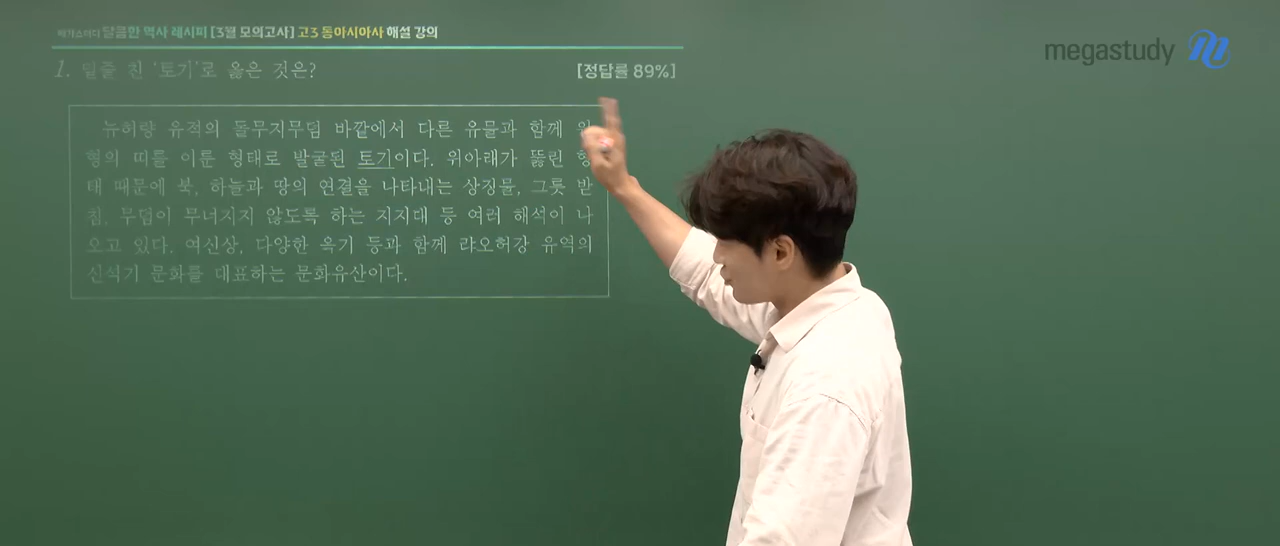 메가스터디 달콤한 역사 레시피 [3월 모의고사] 고3 동아시아사 해설 강의
megastudy
1. 밑줄 친 '토기'로 옳은 것은?
[정답률 89%]
뉴허량 유적의 돌무지무덤 바깥에서 다른 유물과 함께
형의 띠를 이룬 형태로 발굴된 토기이다. 위아래가 뚫린 형
태 때문에 북, 하늘과 땅의 연결을 나타내는 상징물, 그릇 받
침, 무덤이 무너지지 않도록 하는 지지대 등 여러 해석이 나
오고 있다. 여신상, 다양한 옥기 등과 함께 랴오허강 유역의
신석기 문화를 대표하는 문화유산이다.